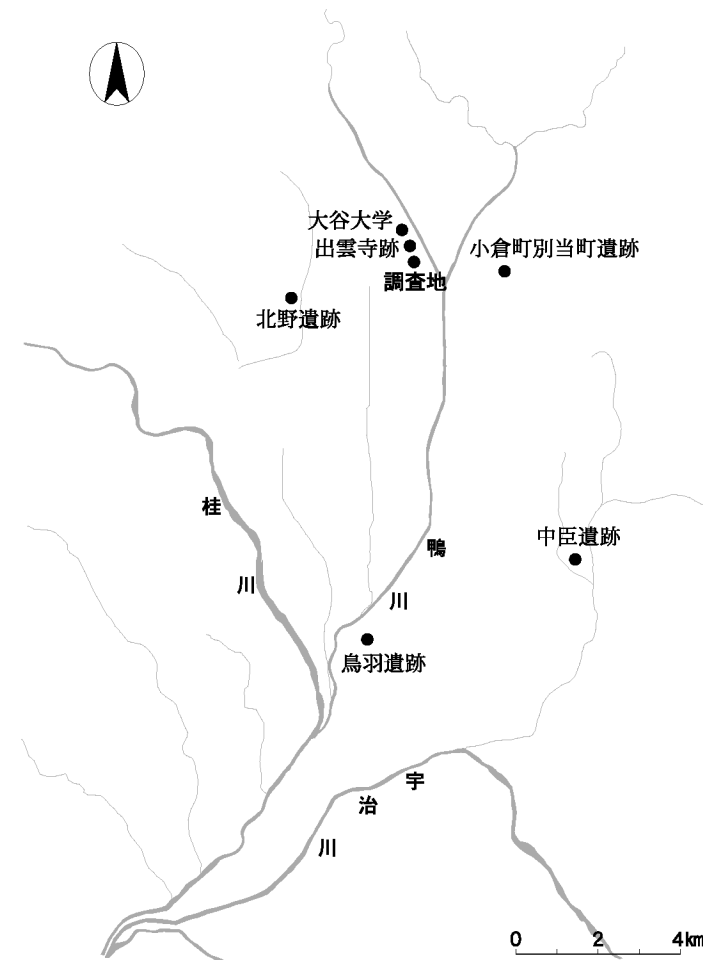 大谷大学
出雲寺跡
小倉町別当町遺跡
調査地
北野遺跡
桂川
鴨川
中臣遺跡
鳥羽遺跡
宇治川
0 2 4km